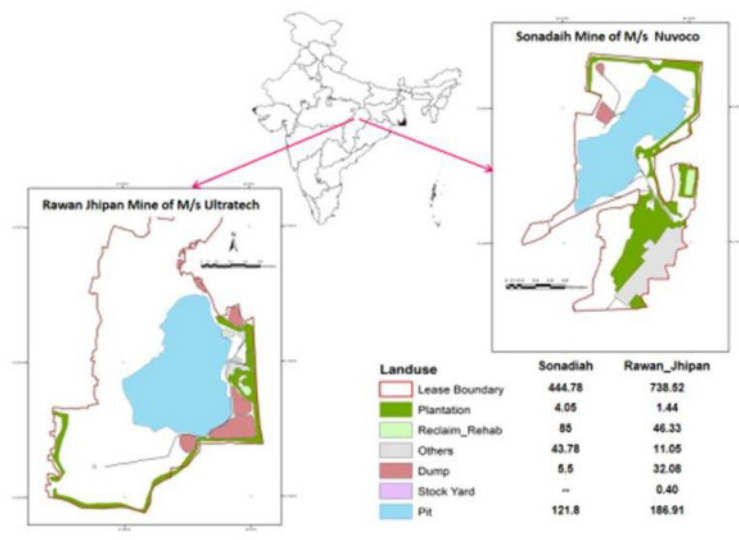 Sonadaih Mine of M/s Nuvoco
Rawan Jhipan Mine of M/s Ultratech
N
Landuse Sonadiah Rawan_Jhipan
Lease Boundary 444.78 738.52
Plantation 4.05 1.44
Reclaim_Rehab 85 46.33
Others 43.78 11.05
Dump 5.5 32.08
Stock Yard -- 0.40
Pit 121.8 186.91